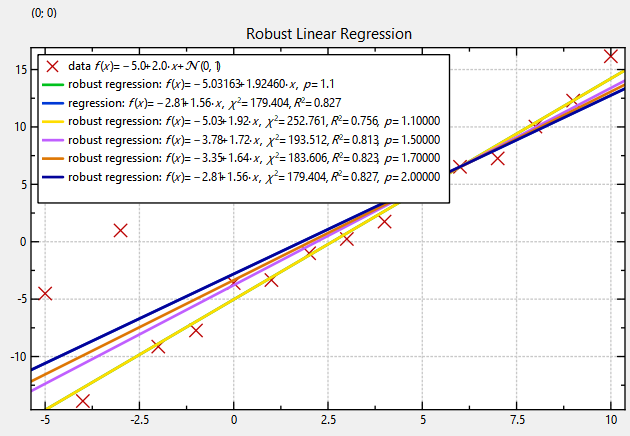 (0; 0)
Robust Linear Regression
data f(x)= −5.0+2.0·x+𝒩(0, 1)
robust regression: f(x)= −5.03163+1.92460·x, p=1.1
regression: f(x)= −2.81+1.56·x, χ²=179.404, R²=0.827
robust regression: f(x)= −5.03+1.92·x, χ²=252.761, R²=0.756, p=1.10000
robust regression: f(x)= −3.78+1.72·x, χ²=193.512, R²=0.813, p=1.50000
robust regression: f(x)= −3.35+1.64·x, χ²=183.606, R²=0.823, p=1.70000
robust regression: f(x)= −2.81+1.56·x, χ²=179.404, R²=0.827, p=2.00000
15
10
5
0
-5
-10
-5 -2.5 0 2.5 5 7.5 10